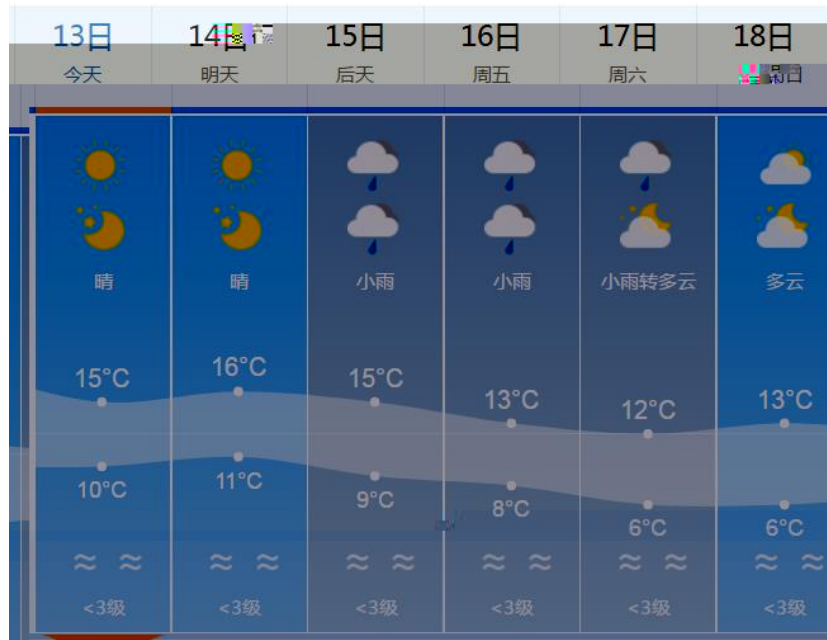 13日 14日 15日 16日 17日 18日
今天 明天 后天 周五 周六
晴 晴 小雨 小雨 小雨转多云 多云
15°C 16°C 15°C 13°C 12°C 13°C
10°C 11°C 9°C 8°C 6°C 6°C
<3级 <3级 <3级 <3级 <3级 <3级